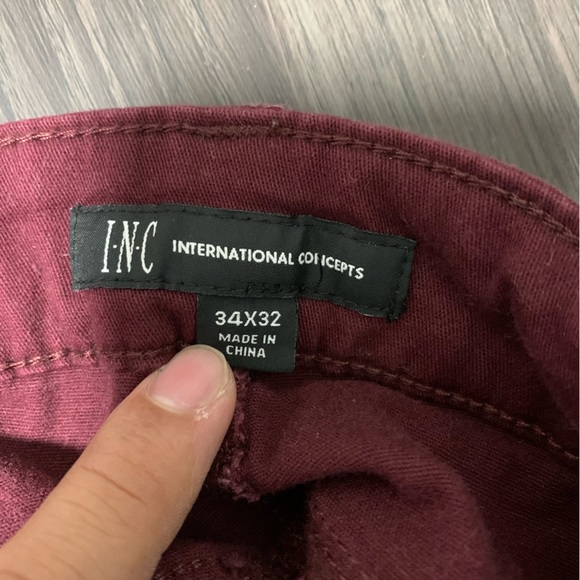 I·N·C INTERNATIONAL CONCEPTS
34X32
MADE IN
CHINA